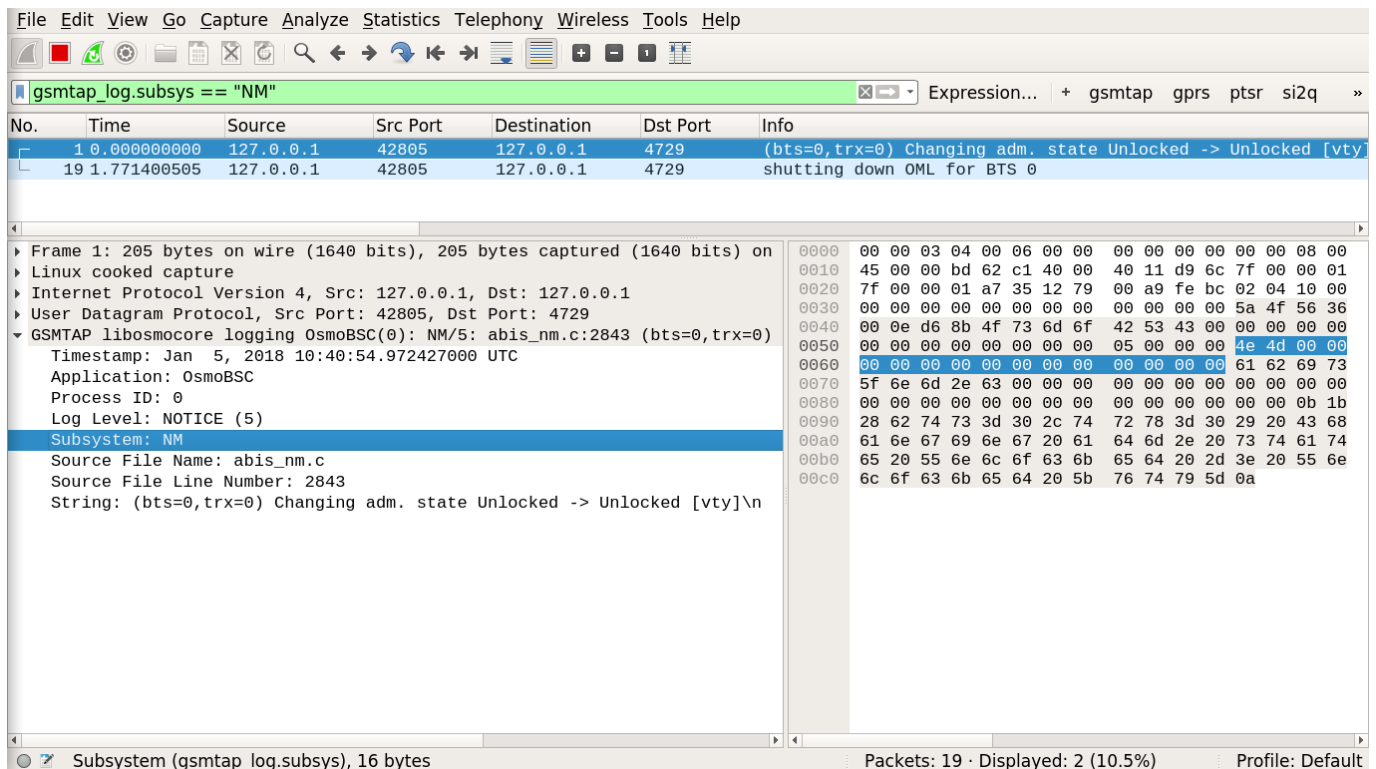 File Edit View Go Capture Analyze Statistics Telephony Wireless Tools Help
gsmtap_log.subsys == "NM" Expression... + gsmtap gprs ptsr si2q »
No. Time Source Src Port Destination Dst Port Info
1 0.000000000 127.0.0.1 42805 127.0.0.1 4729 (bts=0,trx=0) Changing adm. state Unlocked -> Unlocked [vty]
19 1.771400505 127.0.0.1 42805 127.0.0.1 4729 shutting down OML for BTS 0
Frame 1: 205 bytes on wire (1640 bits), 205 bytes captured (1640 bits) on
Linux cooked capture
Internet Protocol Version 4, Src: 127.0.0.1, Dst: 127.0.0.1
User Datagram Protocol, Src Port: 42805, Dst Port: 4729
GSMTAP libosmocore logging OsmoBSC(0): NM/5: abis_nm.c:2843 (bts=0,trx=0)
Timestamp: Jan 5, 2018 10:40:54.972427000 UTC
Application: OsmoBSC
Process ID: 0
Log Level: NOTICE (5)
Subsystem: NM
Source File Name: abis_nm.c
Source File Line Number: 2843
String: (bts=0,trx=0) Changing adm. state Unlocked -> Unlocked [vty]\n
0000 00 00 03 04 00 06 00 00 00 00 00 00 00 00 08 00
0010 45 00 00 bd 62 c1 40 00 40 11 d9 6c 7f 00 00 01
0020 7f 00 00 01 a7 35 12 79 00 a9 fe bc 02 04 10 00
0030 00 00 00 00 00 00 00 00 00 00 00 00 5a 4f 56 36
0040 00 0e d6 8b 4f 73 6d 6f 42 53 43 00 00 00 00 00
0050 00 00 00 00 00 00 00 00 05 00 00 00 4e 4d 00 00
0060 00 00 00 00 00 00 00 00 00 00 00 00 61 62 69 73
0070 5f 6e 6d 2e 63 00 00 00 00 00 00 00 00 00 00 00
0080 00 00 00 00 00 00 00 00 00 00 00 00 00 00 0b 1b
0090 28 62 74 73 3d 30 2c 74 72 78 3d 30 29 20 43 68
00a0 61 6e 67 69 6e 67 20 61 64 6d 2e 20 73 74 61 74
00b0 65 20 55 6e 6c 6f 63 6b 65 64 20 2d 3e 20 55 6e
00c0 6c 6f 63 6b 65 64 20 5b 76 74 79 5d 0a
Subsystem (gsmtap_log.subsys), 16 bytes Packets: 19 · Displayed: 2 (10.5%) Profile: Default